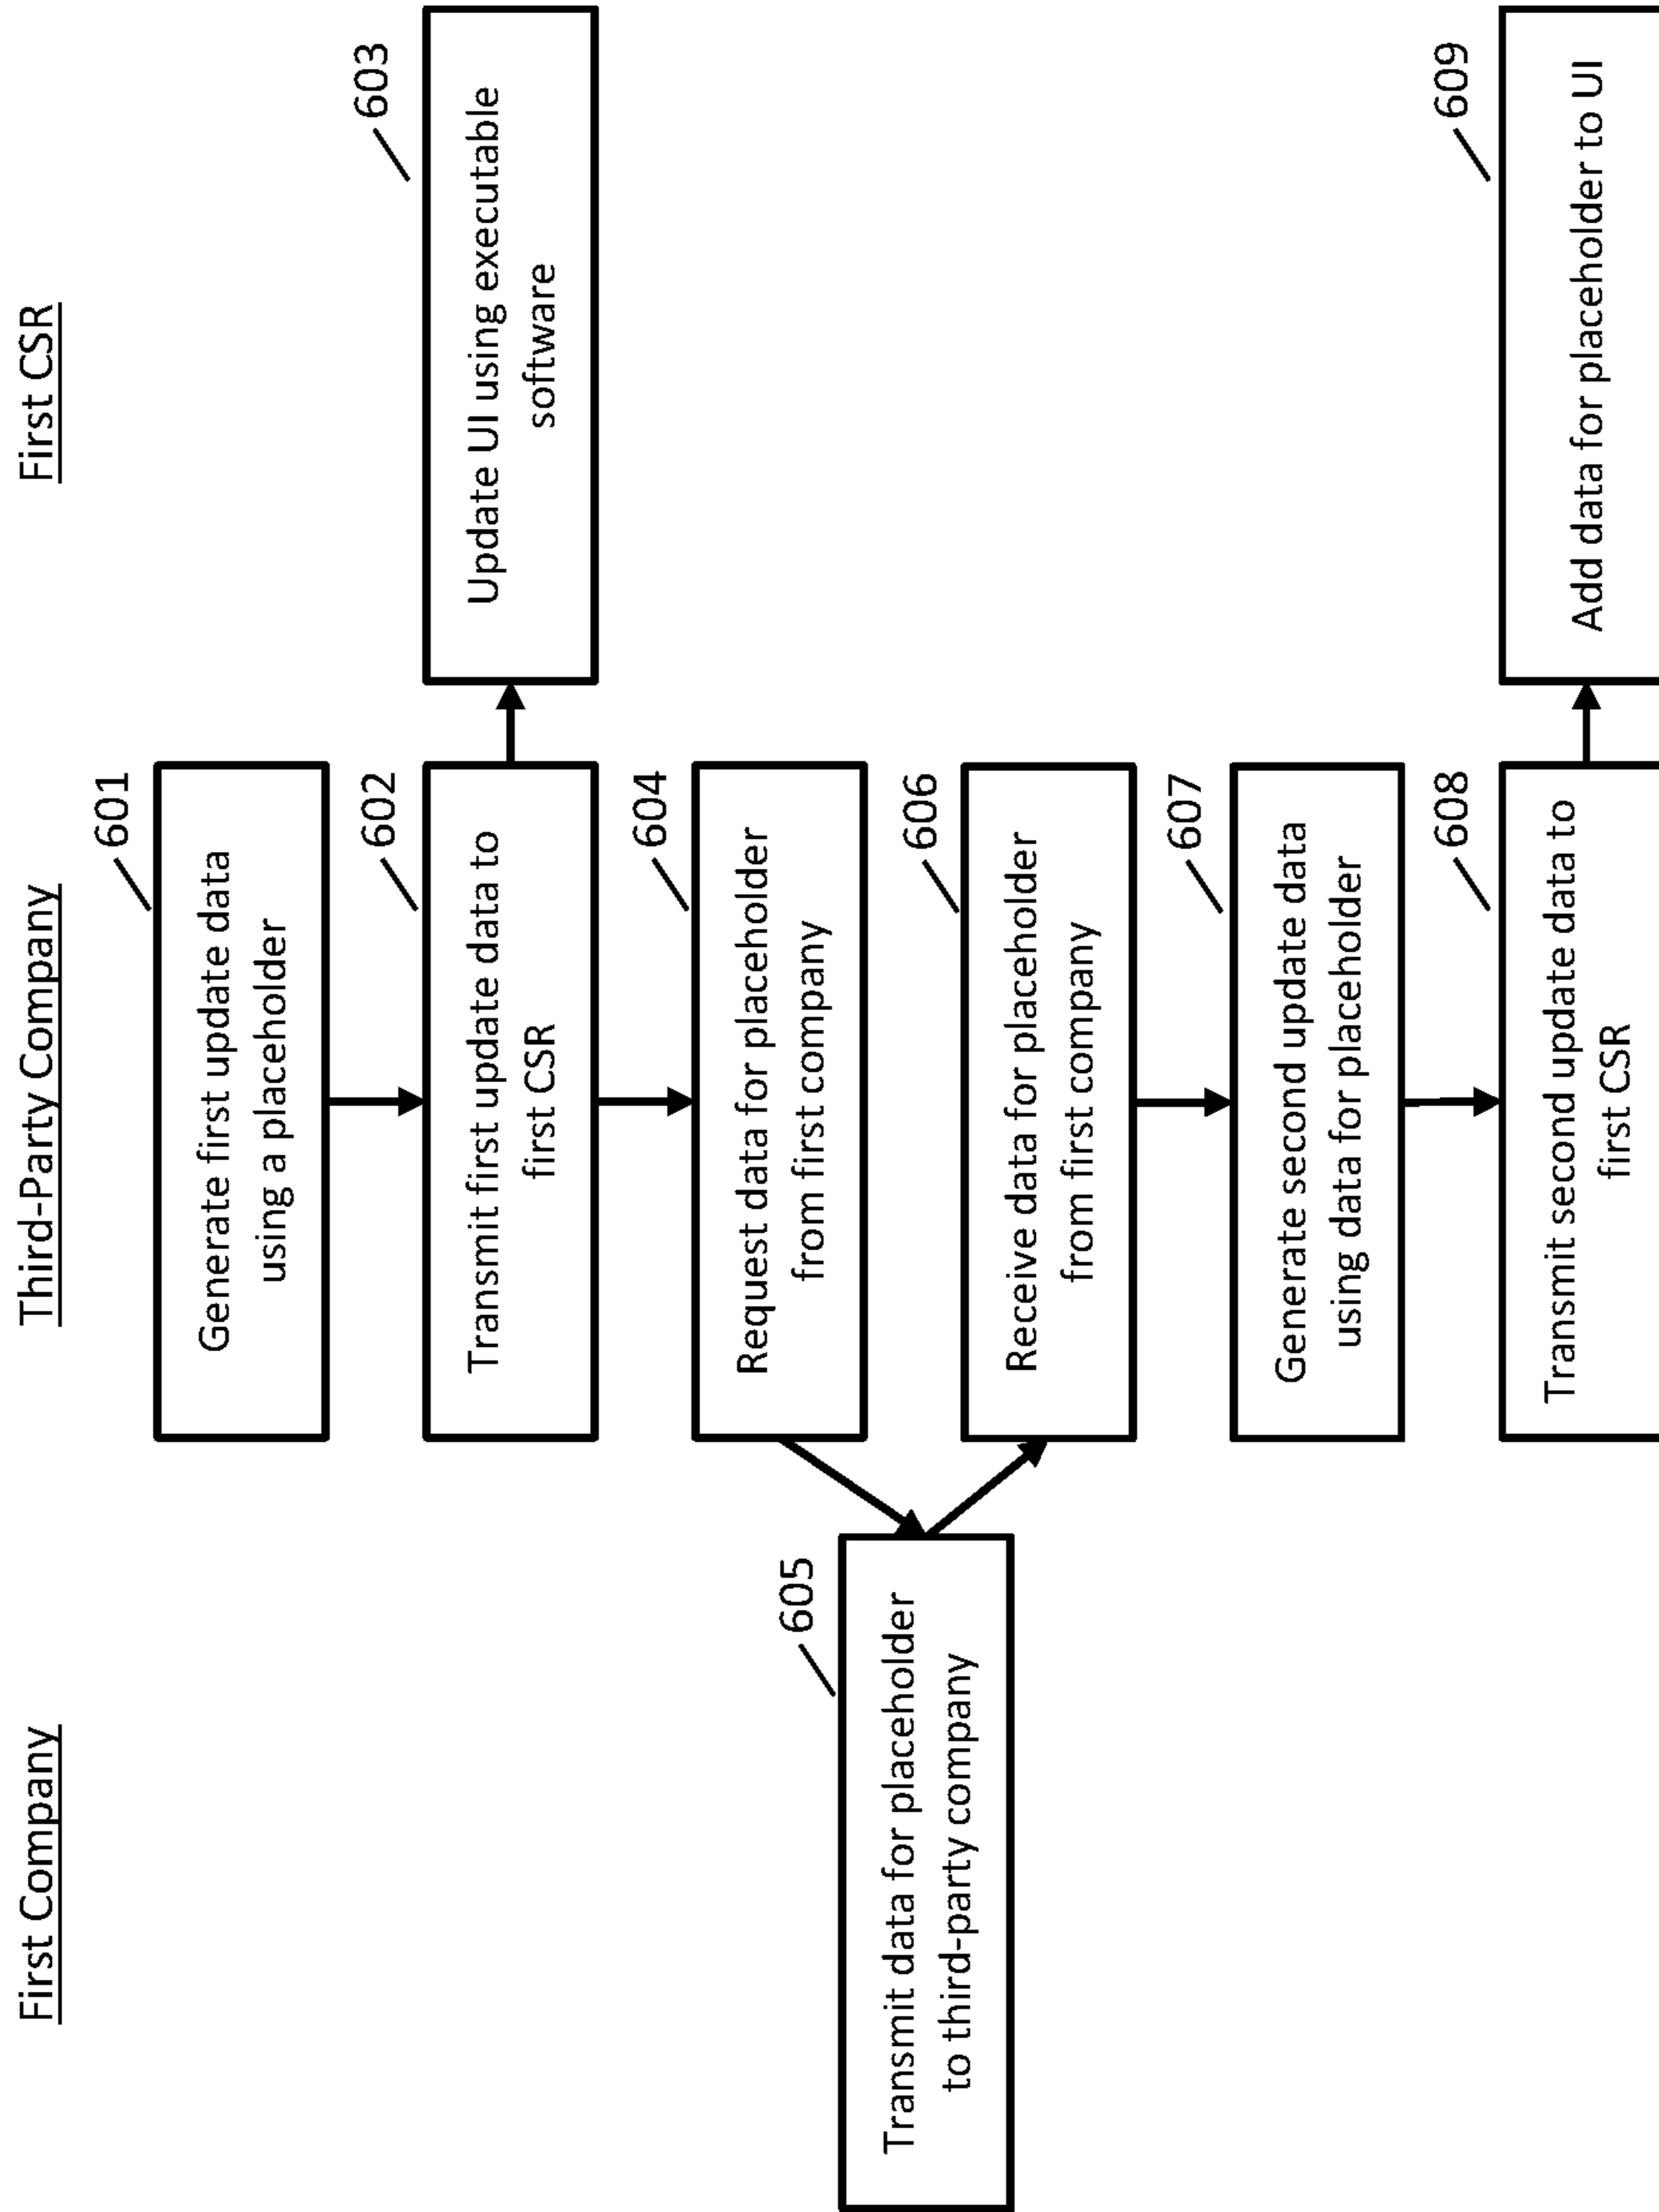 First Company
Third-Party Company
First CSR
601
Generate first update data
using a placeholder
602
Transmit first update data to
first CSR
603
Update UI using executable
software
604
Request data for placeholder
from first company
605
Transmit data for placeholder
to third-party company
606
Receive data for placeholder
from first company
607
Generate second update data
using data for placeholder
608
Transmit second update data to
first CSR
609
Add data for placeholder to UI